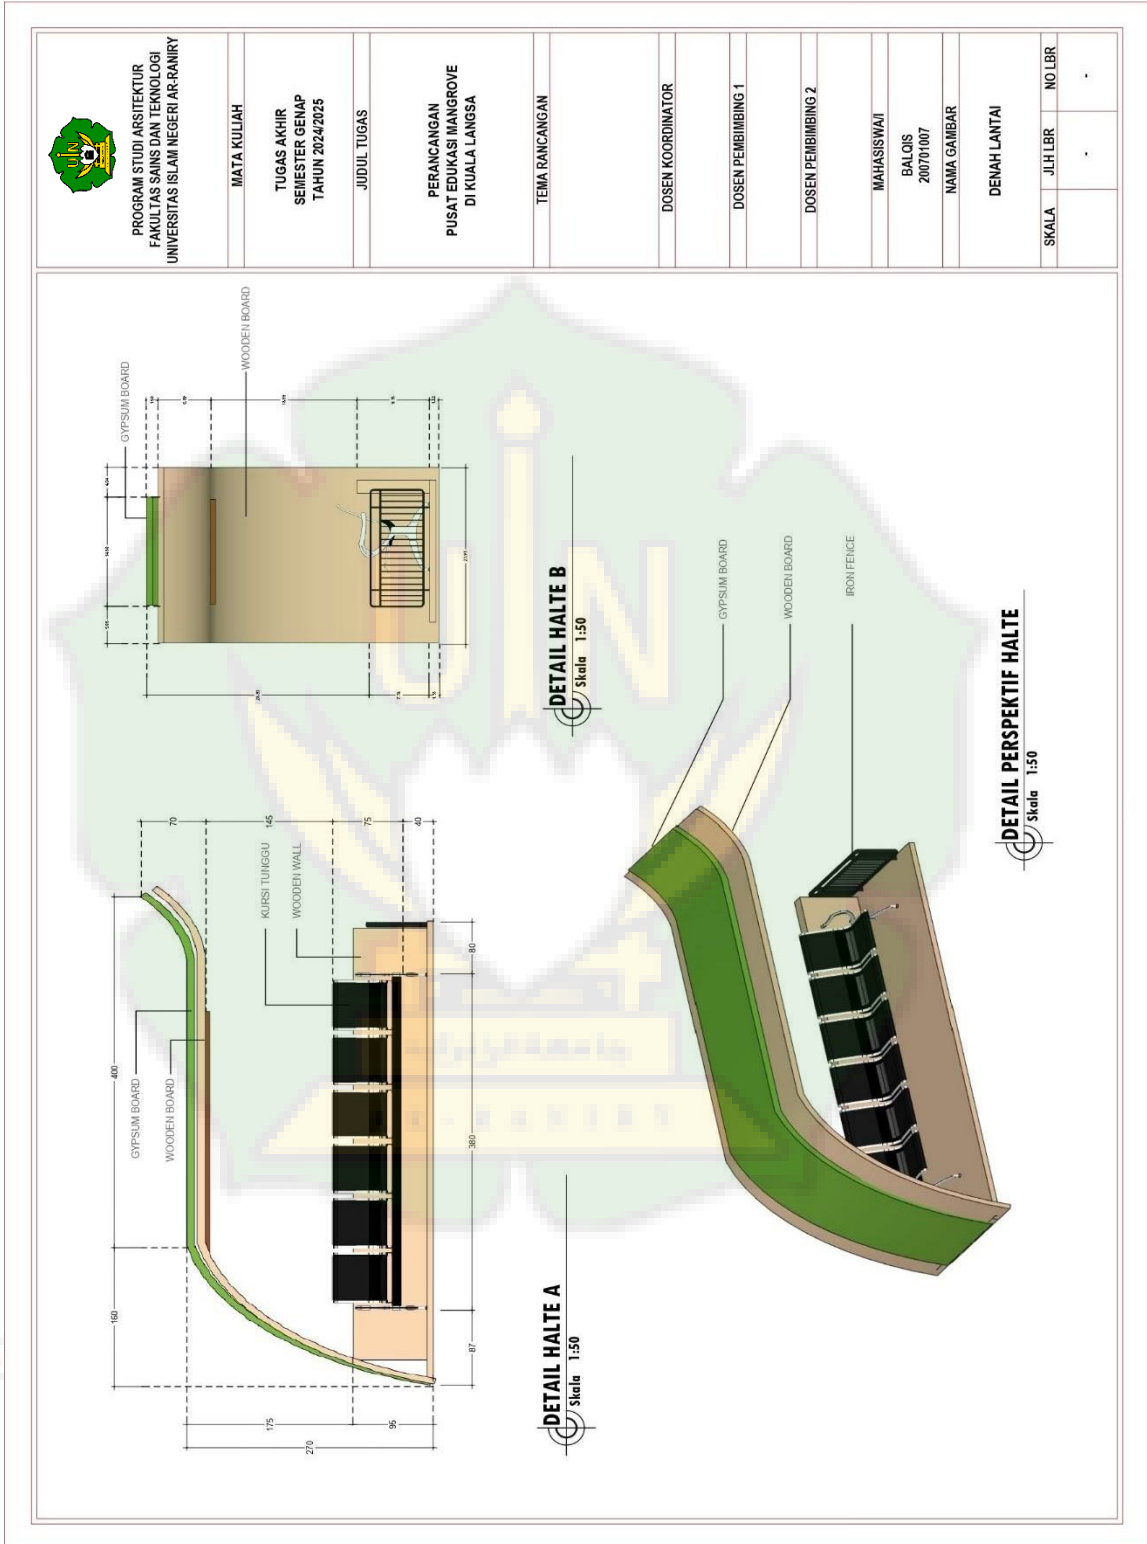 UIN
PROGRAM STUDI ARSITEKTUR
FAKULTAS SAINS DAN TEKNOLOGI
UNIVERSITAS ISLAM NEGERI AR-RANIRY
MATA KULIAH
TUGAS AKHIR
SEMESTER GENAP
TAHUN 2024/2025
JUDUL TUGAS
PERANCANGAN
PUSAT EDUKASI MANGROVE
DI KUALA LANGSA
TEMA RANCANGAN
DOSEN KOORDINATOR
DOSEN PEMBIMBING 1
DOSEN PEMBIMBING 2
MAHASISWA/I
BALQIS
200701007
NAMA GAMBAR
DENAH LANTAI
SKALA JLH LBR NO LBR
- -
160
400
GYPSUM BOARD
WOODEN BOARD
70
145
75
40
KURSI TUNGGU
WOODEN WALL
175
95
270
87
380
80
DETAIL HALTE A
Skala 1:50
GYPSUM BOARD
WOODEN BOARD
DETAIL HALTE B
Skala 1:50
GYPSUM BOARD
WOODEN BOARD
IRON FENCE
DETAIL PERSPEKTIF HALTE
Skala 1:50